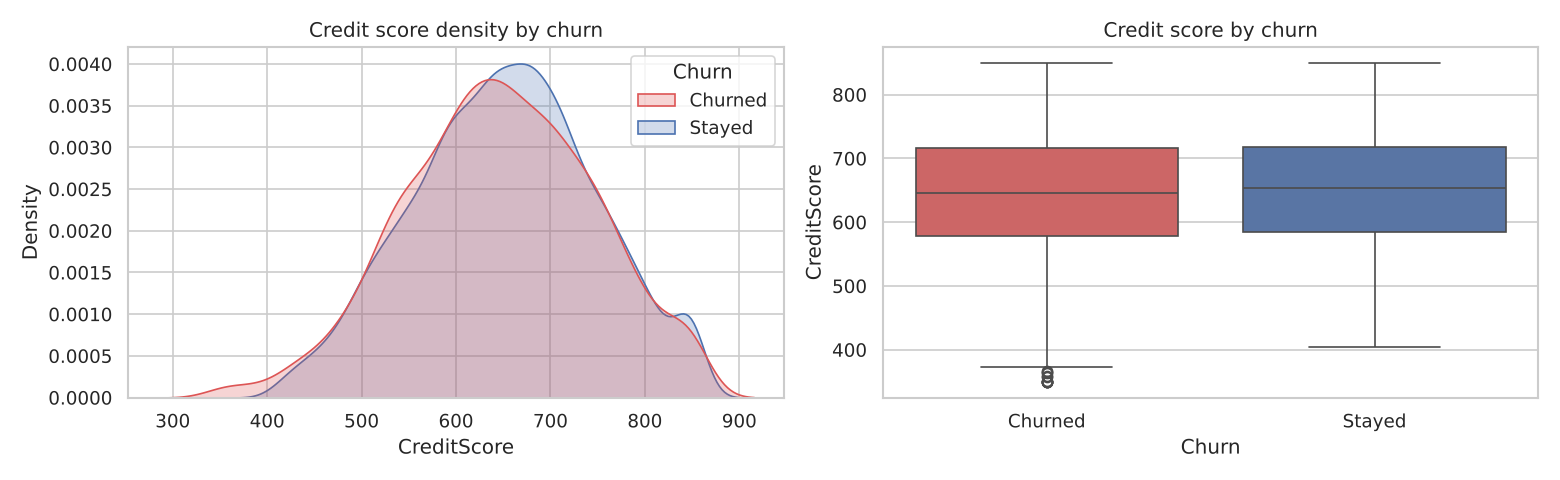 Credit score density by churn
0.0040
0.0035
0.0030
0.0025
0.0020
0.0015
0.0010
0.0005
0.0000
Density
300 400 500 600 700 800 900
CreditScore
Churn
Churned
Stayed
Credit score by churn
800
700
600
500
400
CreditScore
Churned Stayed
Churn